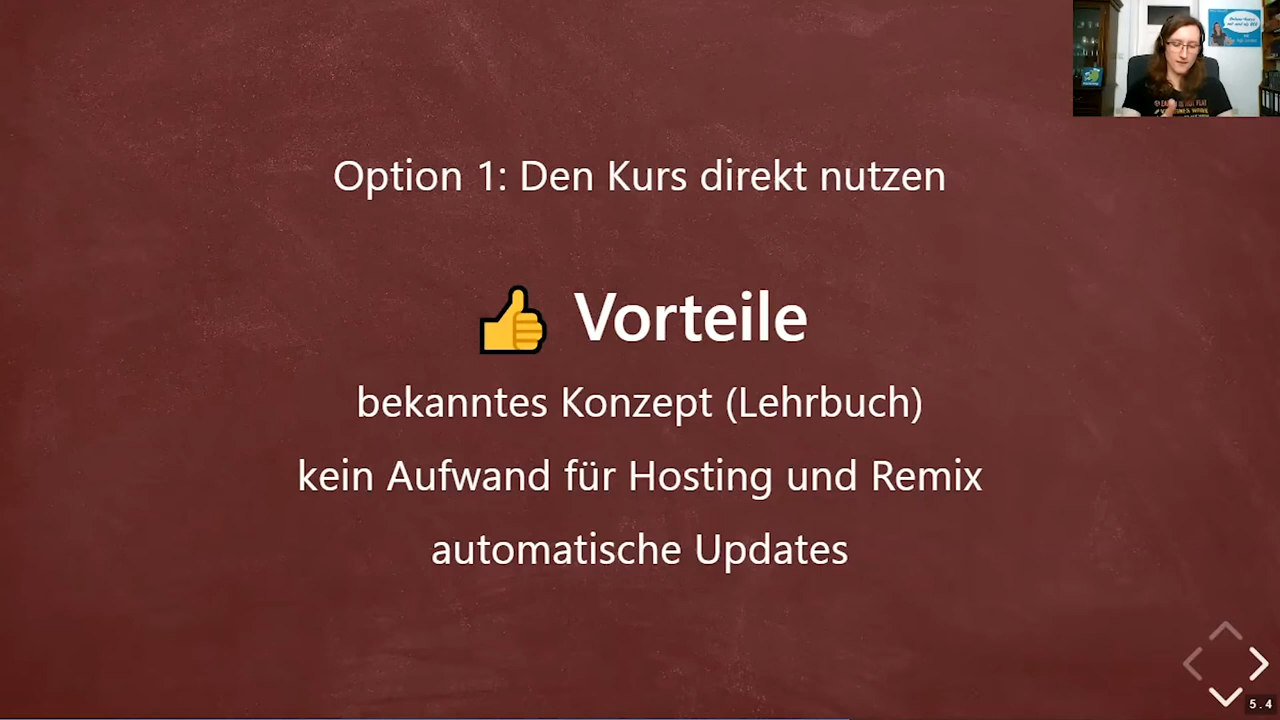 Option 1: Den Kurs direkt nutzen
👍 Vorteile
bekanntes Konzept (Lehrbuch)
kein Aufwand für Hosting und Remix
automatische Updates
5.4